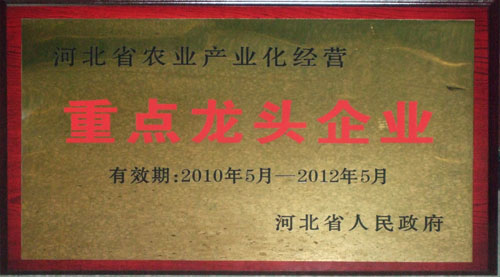 河北省农业产业化经营
重点龙头企业
有效期:2010年5月—2012年5月
河北省人民政府